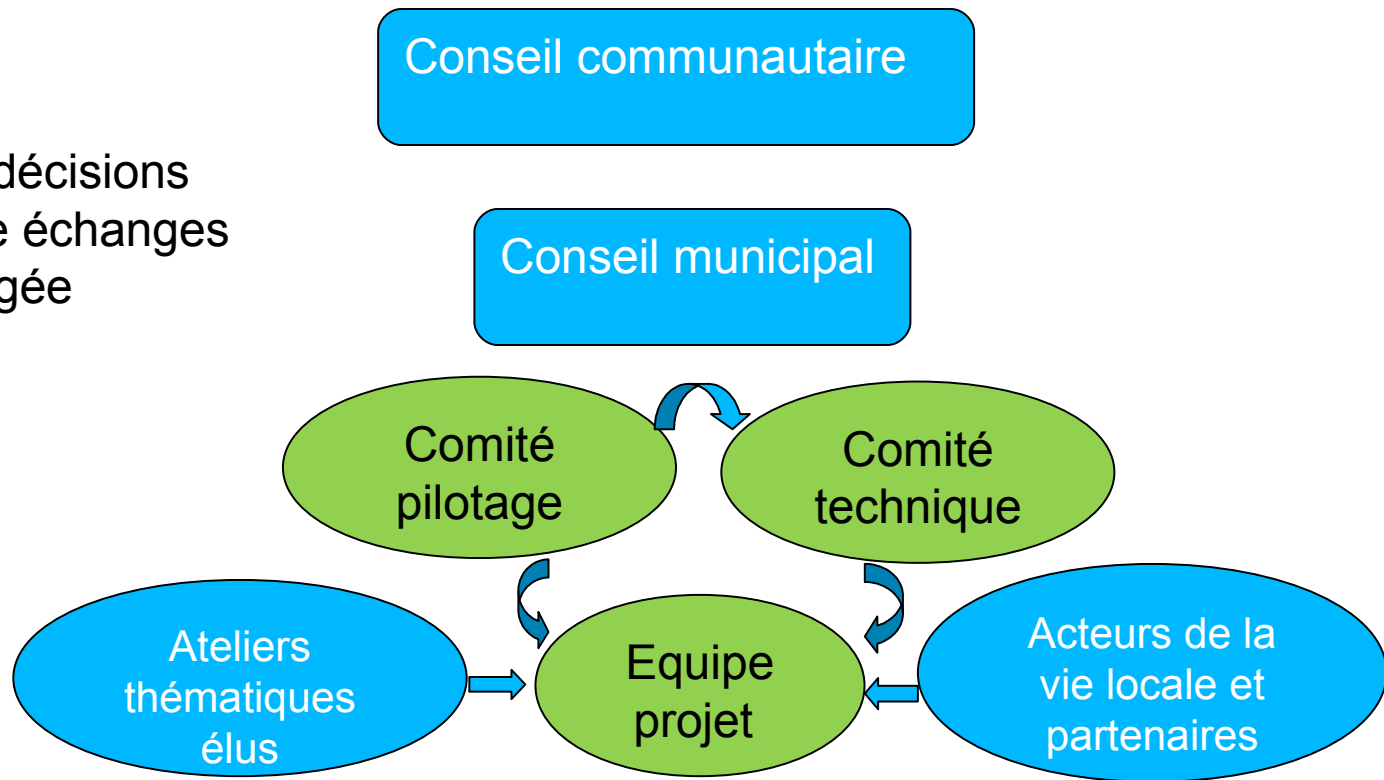 Conseil communautaire
décisions
échanges
Conseil municipal
Comité
pilotage
Comité
technique
Ateliers
thématiques
élus
Equipe
projet
Acteurs de la
vie locale et
partenaires